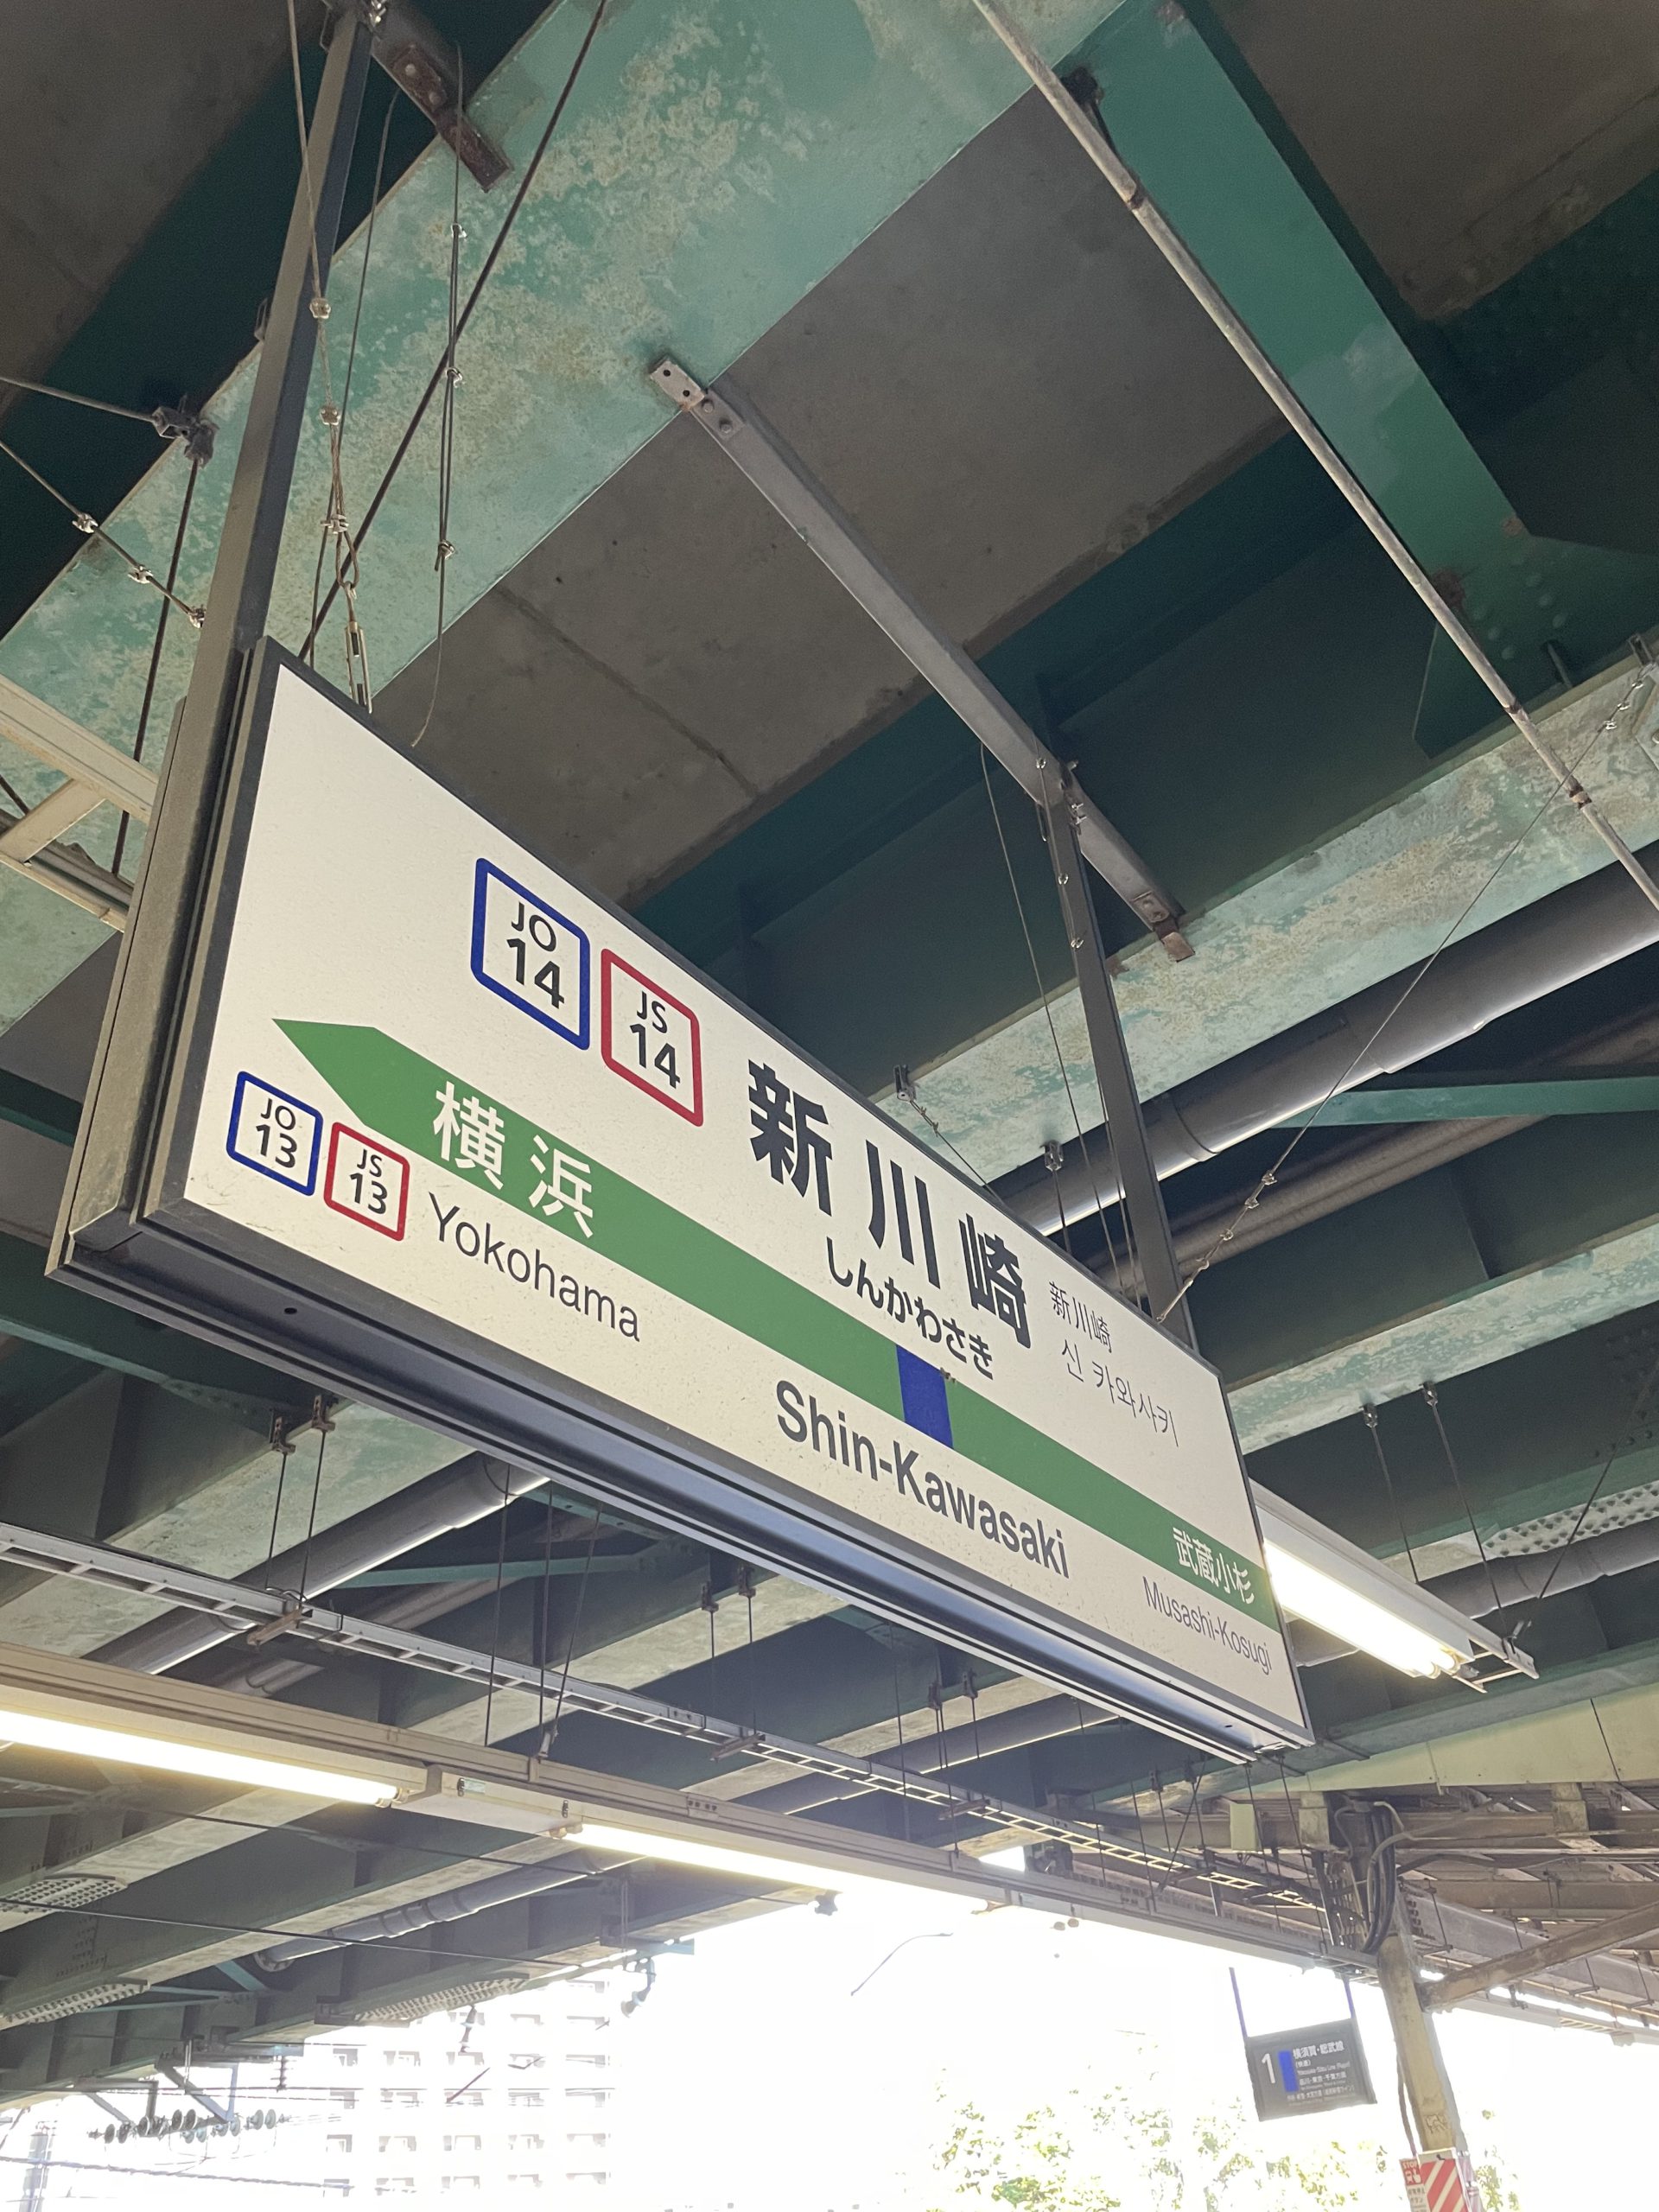 JO
14
JS
14
新川崎
しんかわさき
新川崎
신 카와사키
横浜
武蔵小杉
JO
13
JS
13
Yokohama
Shin-Kawasaki
Musashi-Kosugi
1
横須賀・総武線